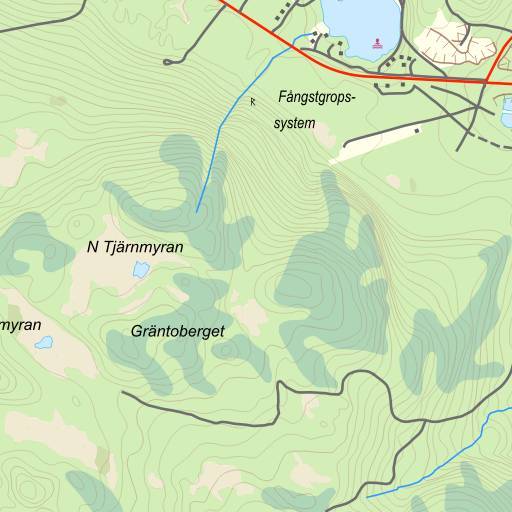 Fångstgrops-
system
N Tjärnmyran
myran
Gräntoberget